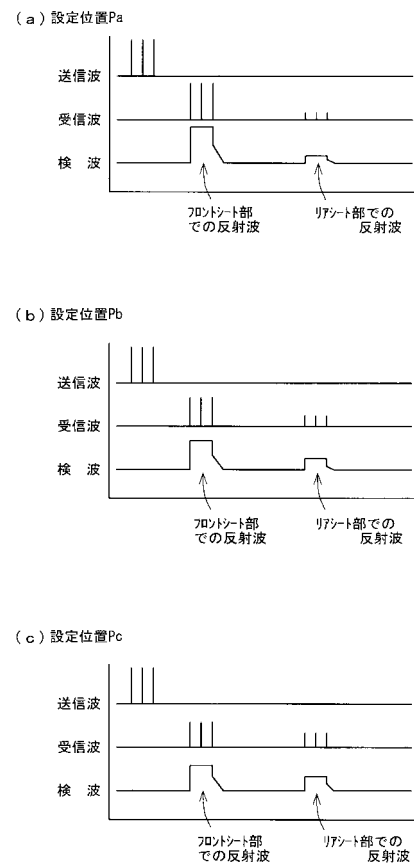 (a) 設定位置Pa
送信波
受信波
検 波
ﾌﾛﾝﾄｼｰﾄ部
での反射波
ﾘｱｼｰﾄ部での
反射波
(b) 設定位置Pb
送信波
受信波
検 波
ﾌﾛﾝﾄｼｰﾄ部
での反射波
ﾘｱｼｰﾄ部での
反射波
(c) 設定位置Pc
送信波
受信波
検 波
ﾌﾛﾝﾄｼｰﾄ部
での反射波
ﾘｱｼｰﾄ部での
反射波